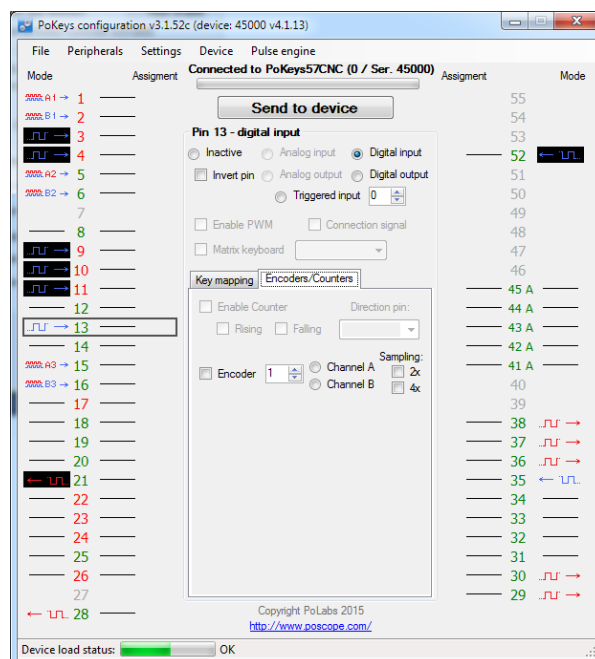 PoKeys configuration v3.1.52c (device: 45000 v4.1.13)
File Peripherals Settings Device Pulse engine
Mode Assigment Connected to PoKeys57CNC (0 / Ser. 45000) Assigment Mode
A1 1
B1 2
3
4
A2 5
B2 6
7
8
9
10
11
12
13
14
A3 15
B3 16
17
18
19
20
21
22
23
24
25
26
27
28
Send to device
Pin 13 - digital input
Inactive Analog input Digital input
Invert pin Analog output Digital output
Triggered input 0
Enable PWM Connection signal
Matrix keyboard
Key mapping Encoders/Counters
Enable Counter Direction pin:
Rising Falling
Sampling:
Encoder 1 Channel A 2x
Channel B 4x
55
54
53
52
51
50
49
48
47
46
45 A
44 A
43 A
42 A
41 A
40
39
38
37
36
35
34
33
32
31
30
29
Copyright PoLabs 2015
http://www.poscope.com/
Device load status: OK